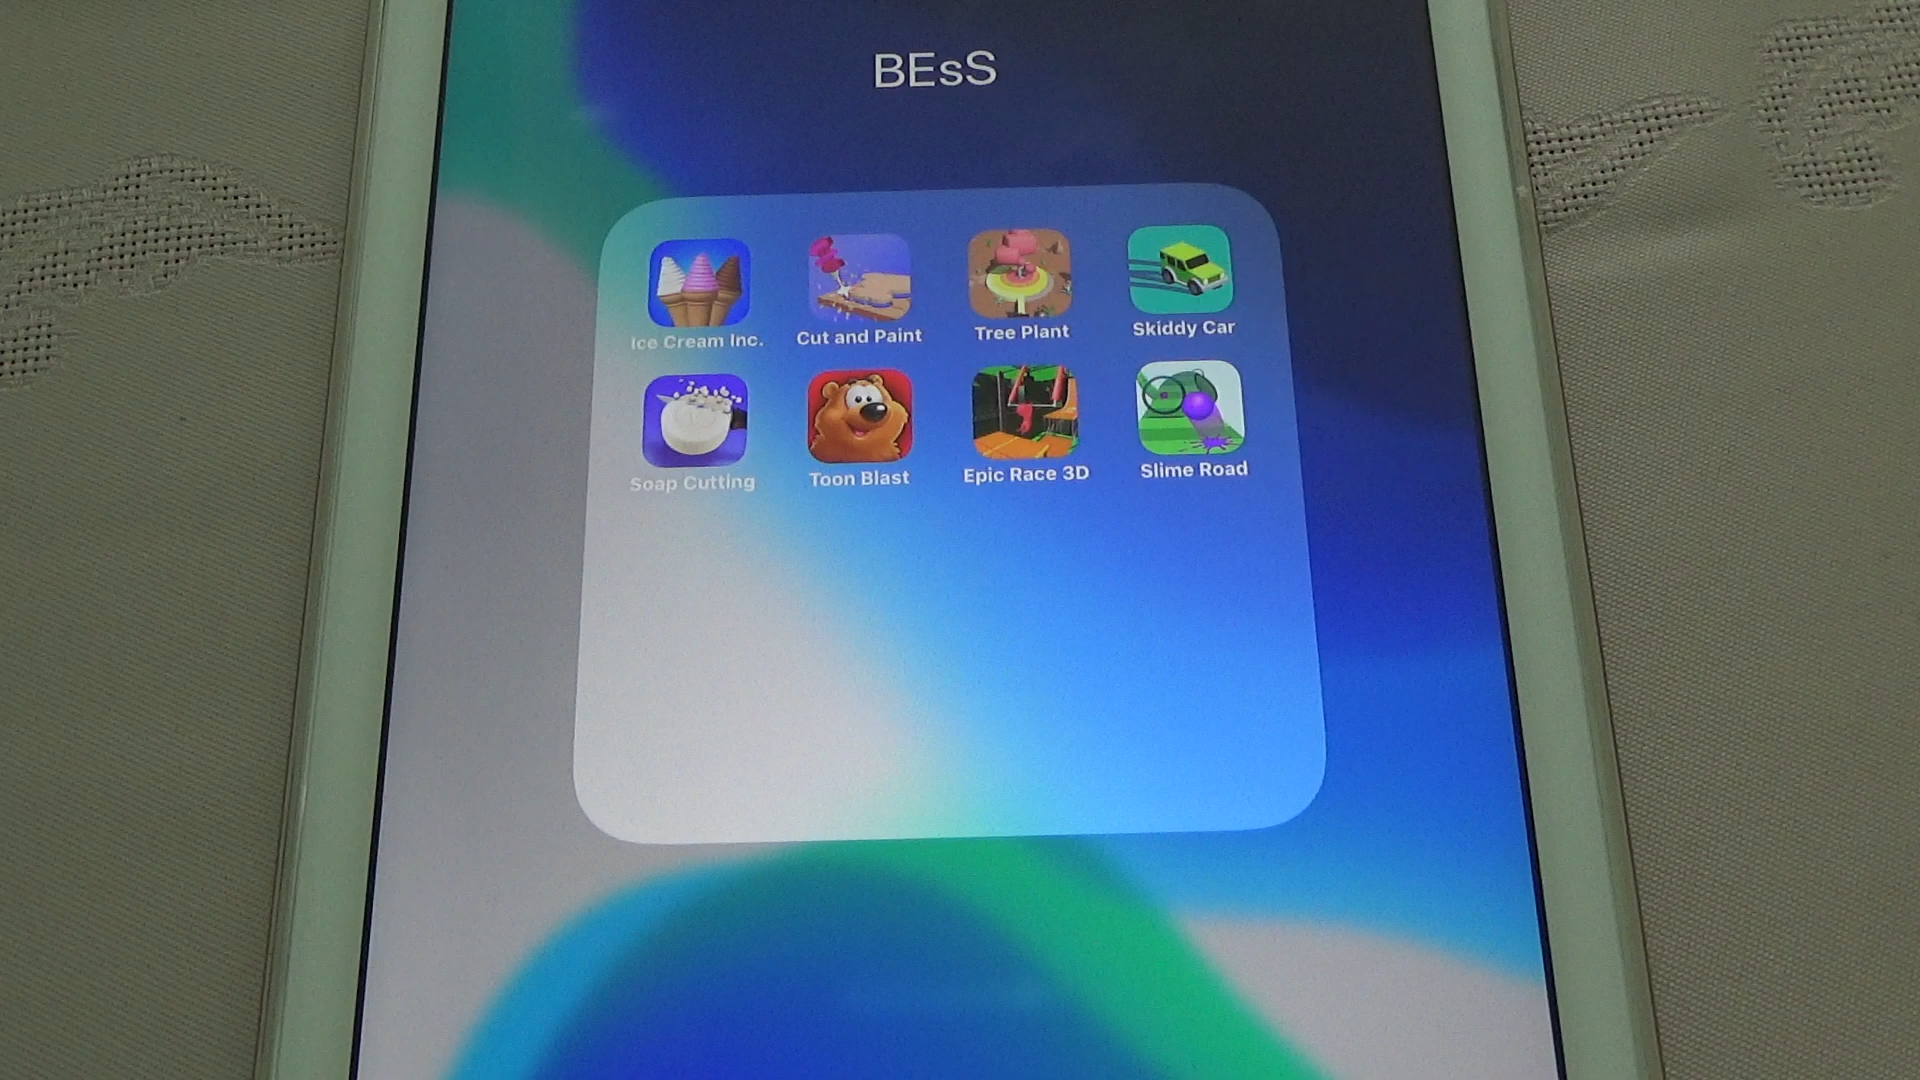 BEsS
Ice Cream Inc.
Cut and Paint
Tree Plant
Skiddy Car
Soap Cutting
Toon Blast
Epic Race 3D
Slime Road